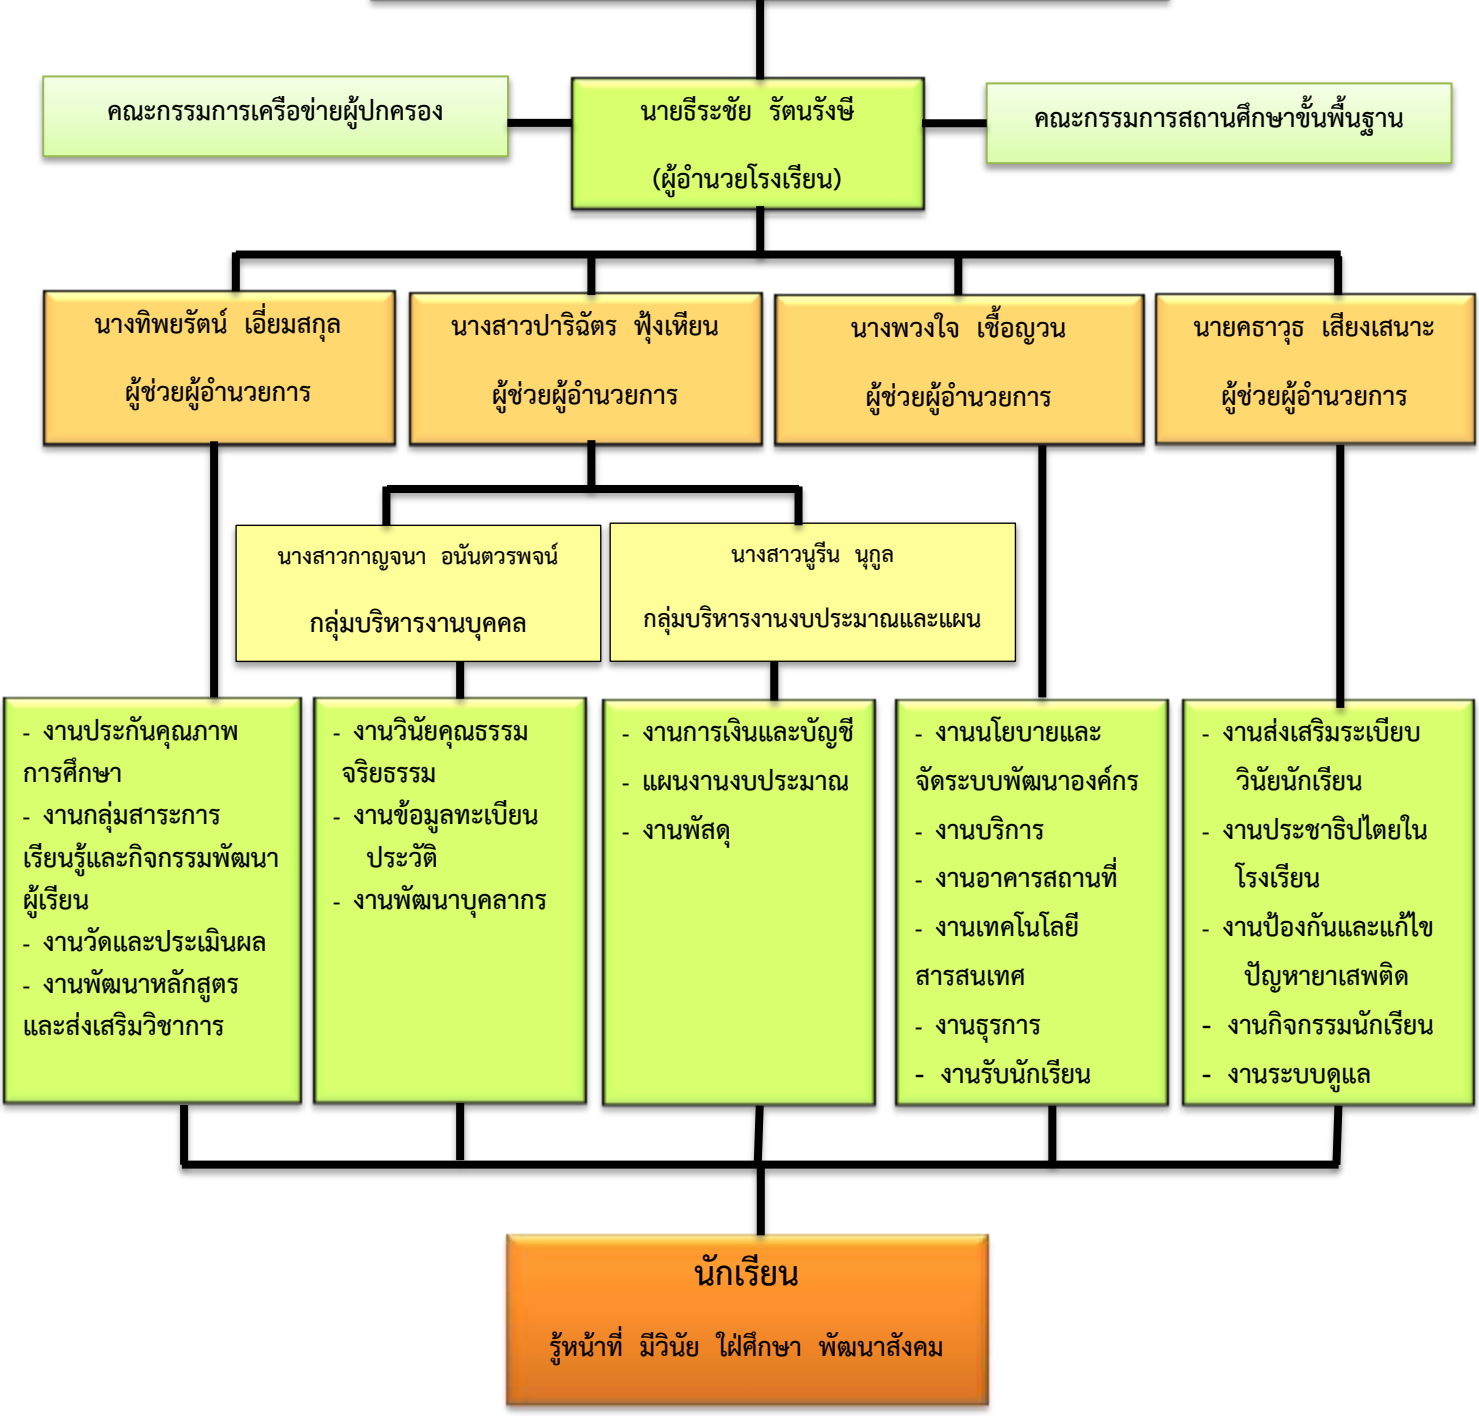 คณะกรรมการเครือข่ายผู้ปกครอง
นายธีระชัย รัตนรังษี
(ผู้อำนวยโรงเรียน)
คณะกรรมการสถานศึกษาขั้นพื้นฐาน
นางทิพยรัตน์ เอี่ยมสกุล
ผู้ช่วยผู้อำนวยการ
นางสาวปาริฉัตร ฟุ้งเหียน
ผู้ช่วยผู้อำนวยการ
นางพวงใจ เชื้อญวน
ผู้ช่วยผู้อำนวยการ
นายคธาวุธ เสียงเสนาะ
ผู้ช่วยผู้อำนวยการ
นางสาวกาญจนา อนันตวรพจน์
กลุ่มบริหารงานบุคคล
นางสาวนูรีน นุกูล
กลุ่มบริหารงานงบประมาณและแผน
- งานประกันคุณภาพ
การศึกษา
- งานกลุ่มสาระการ
เรียนรู้และกิจกรรมพัฒนา
ผู้เรียน
- งานวัดและประเมินผล
- งานพัฒนาหลักสูตร
และส่งเสริมวิชาการ
- งานวินัยคุณธรรม
จริยธรรม
- งานข้อมูลทะเบียน
ประวัติ
- งานพัฒนาบุคลากร
- งานการเงินและบัญชี
- แผนงานงบประมาณ
- งานพัสดุ
- งานนโยบายและ
จัดระบบพัฒนาองค์กร
- งานบริการ
- งานอาคารสถานที่
- งานเทคโนโลยี
สารสนเทศ
- งานธุรการ
- งานรับนักเรียน
- งานส่งเสริมระเบียบ
วินัยนักเรียน
- งานประชาธิปไตยใน
โรงเรียน
- งานป้องกันและแก้ไข
ปัญหายาเสพติด
- งานกิจกรรมนักเรียน
- งานระบบดูแล
นักเรียน
รู้หน้าที่ มีวินัย ใฝ่ศึกษา พัฒนาสังคม